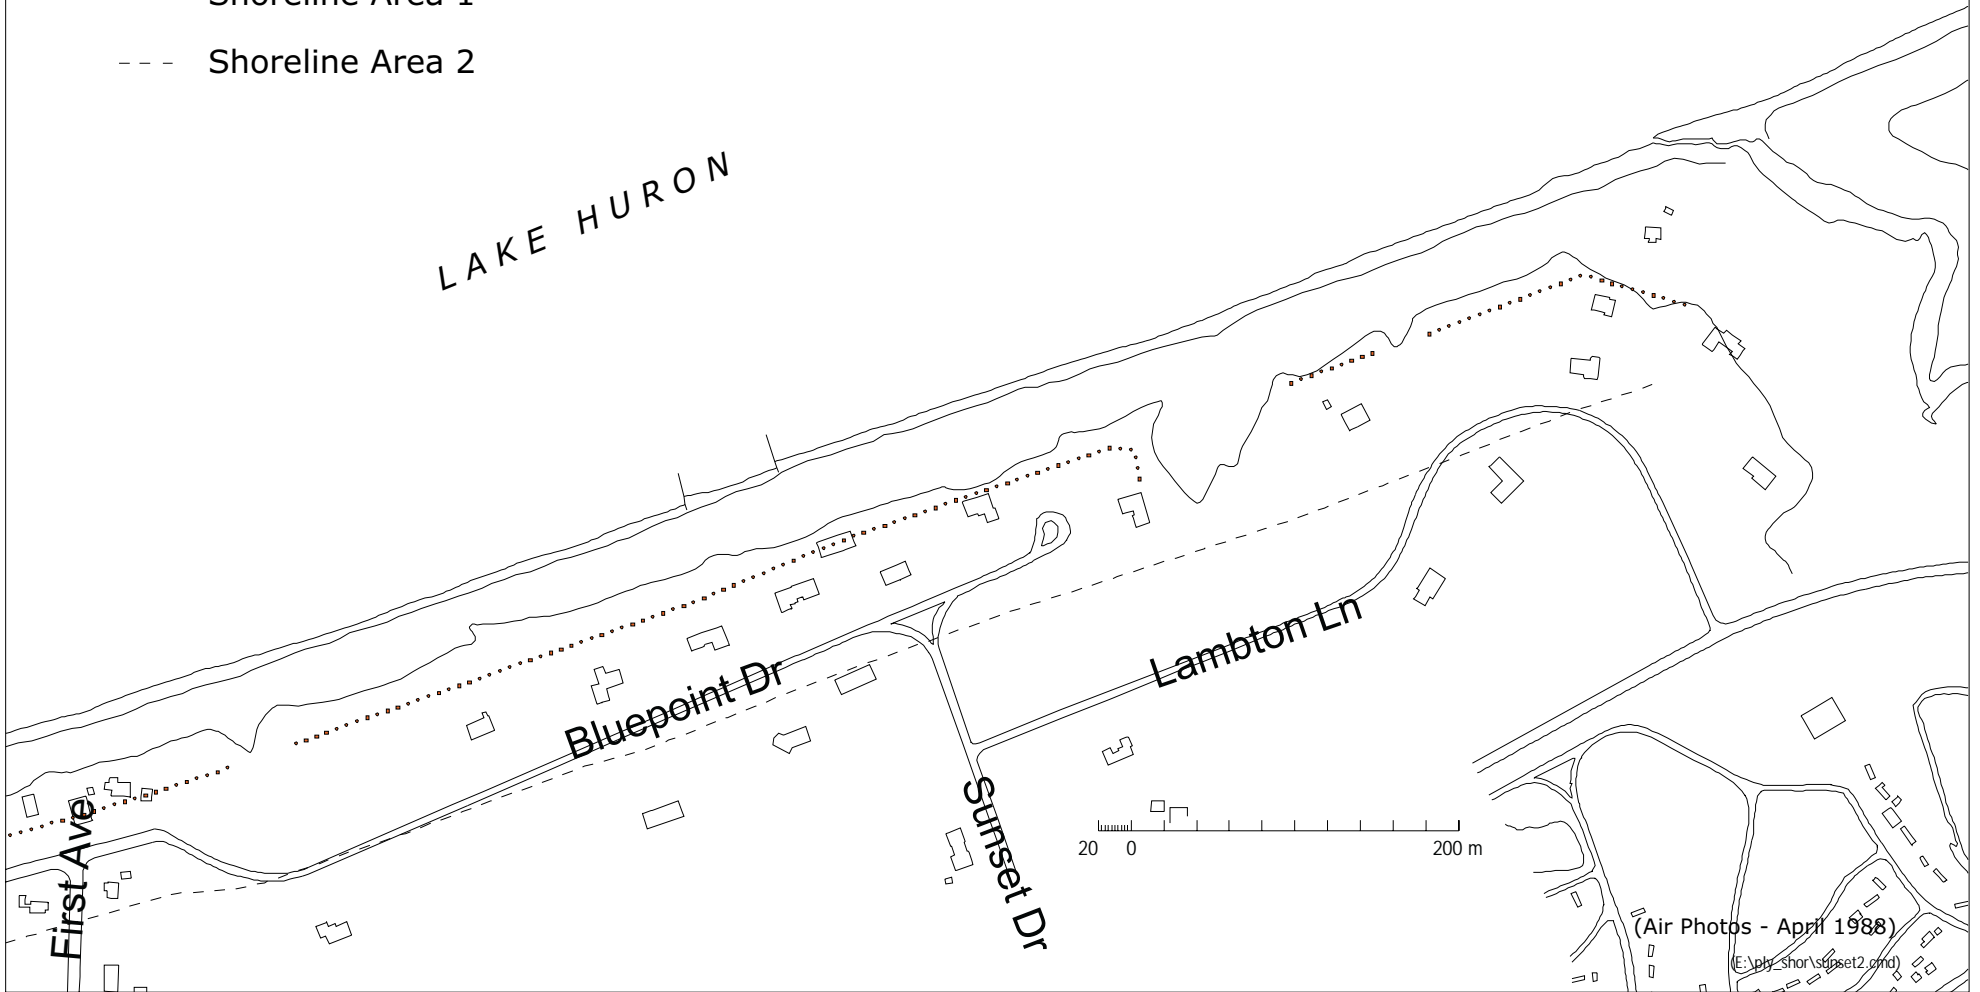 Shoreline Area 1
Shoreline Area 2
LAKE HURON
Bluepoint Dr
Lambton Ln
First Ave
Sunset Dr
20 0 200 m
(Air Photos - April 1988)
(E:\ply_shor\sunset2.cmd)